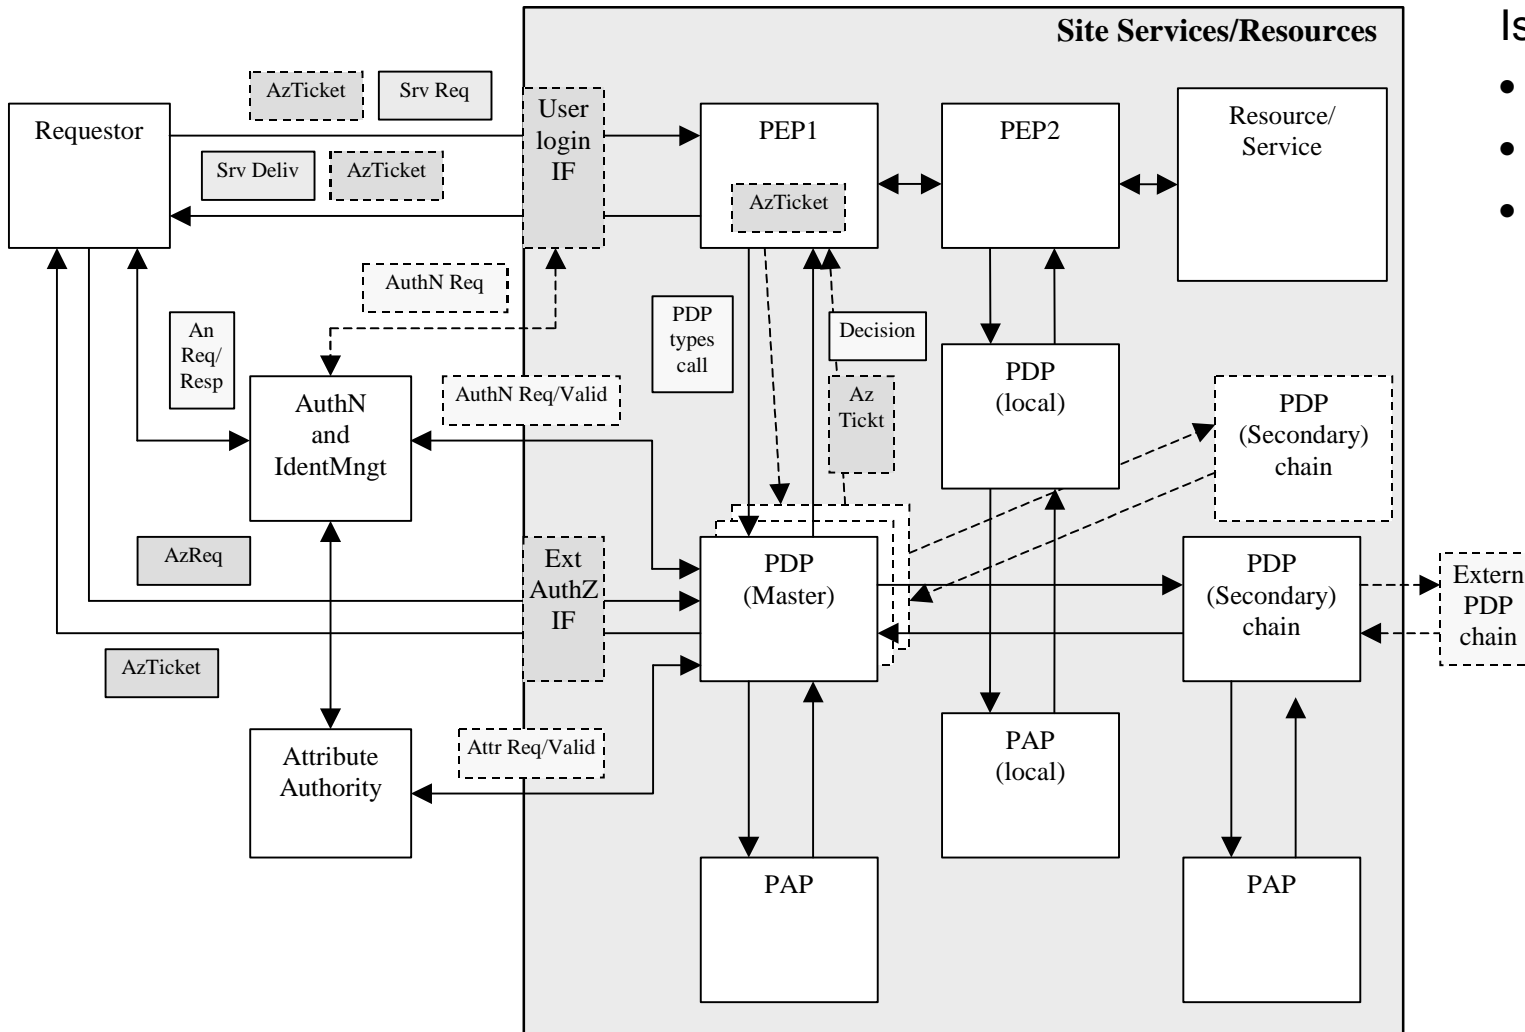 Site Services/Resources
Is
•
•
•
AzTicket
Srv Req
Requestor
User
login
IF
PEP1
PEP2
Resource/
Service
Srv Deliv
AzTicket
AzTicket
AuthN Req
An
Req/
Resp
PDP
types
call
Decision
AuthN Req/Valid
Az
Tickt
PDP
(local)
PDP
(Secondary)
chain
AuthN
and
IdentMngt
AzReq
Ext
AuthZ
IF
PDP
(Master)
PDP
(Secondary)
chain
Extern
PDP
chain
AzTicket
Attribute
Authority
Attr Req/Valid
PAP
(local)
PAP
PAP